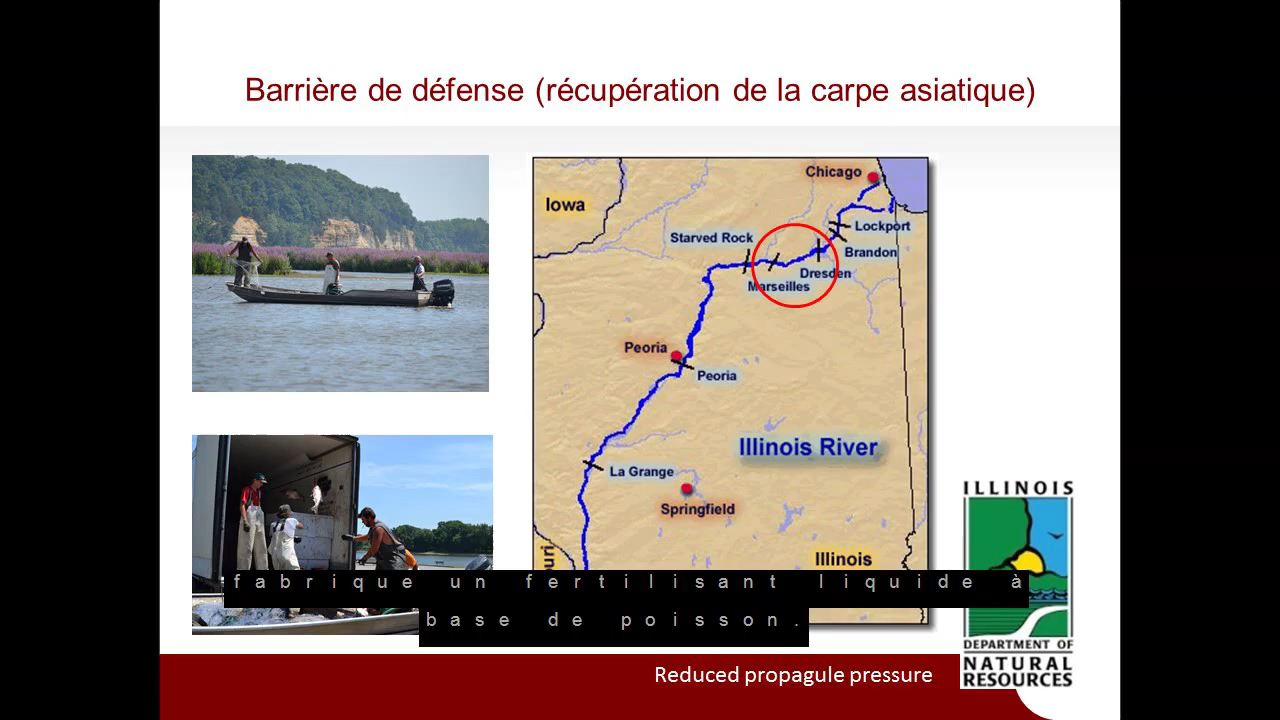 Barrière de défense (récupération de la carpe asiatique)
Chicago
Iowa
Lockport
Starved Rock
Brandon
Dresden
Marseilles
Peoria
Peoria
Illinois River
La Grange
Springfield
Illinois
ouri
fabrique un fertilisant liquide à
base de poisson.
Reduced propagule pressure
ILLINOIS
DEPARTMENT OF
NATURAL
RESOURCES